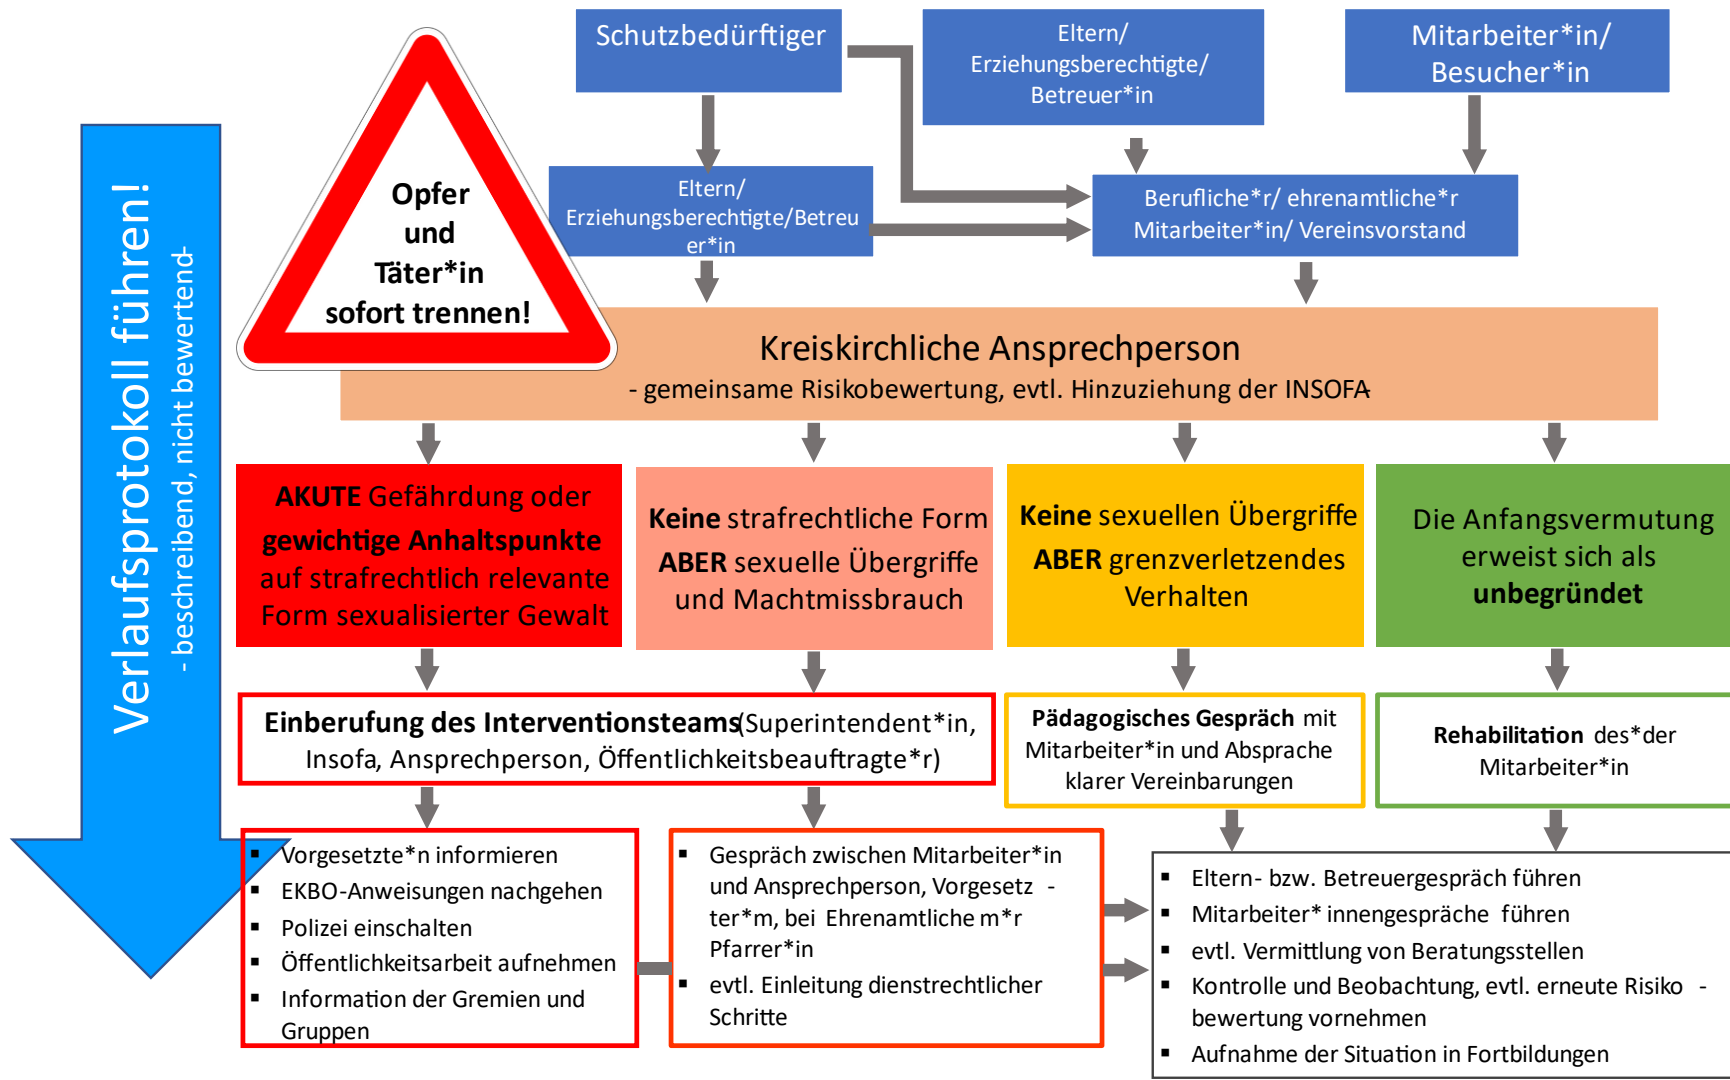 Schutzbedürftiger
Eltern/
Erziehungsberechtigte/
Betreuer*in
Mitarbeiter*in/
Besucher*in
Opfer
und
Täter*in
sofort trennen!
Verlaufsprotokoll führen!
- beschreibend, nicht bewertend-
Eltern/
Erziehungsberechtigte/Betreu
er*in
Berufliche*r/ ehrenamtliche*r
Mitarbeiter*in/ Vereinsvorstand
Kreiskirchliche Ansprechperson
- gemeinsame Risikobewertung, evtl. Hinzuziehung der INSOFA-
AKUTE Gefährdung oder
gewichtige Anhaltspunkte
auf strafrechtlich relevante
Form sexualisierter Gewalt
Keine strafrechtliche Form
ABER sexuelle Übergriffe
und Machtmissbrauch
Keine sexuellen Übergriffe
ABER grenzverletzendes
Verhalten
Die Anfangsvermutung
erweist sich als
unbegründet
Einberufung des Interventionsteams(Superintendent*in,
Insofa, Ansprechperson, Öffentlichkeitsbeauftragte*r)
Pädagogisches Gespräch mit
Mitarbeiter*in und Absprache
klarer Vereinbarungen
Rehabilitation des*der
Mitarbeiter*in
▪ Vorgesetzte*n informieren
▪ EKBO-Anweisungen nachgehen
▪ Polizei einschalten
▪ Öffentlichkeitsarbeit aufnehmen
▪ Information der Gremien und
Gruppen
▪ Gespräch zwischen Mitarbeiter*in
und Ansprechperson, Vorgesetz -
ter*m, bei Ehrenamtliche m*r
Pfarrer*in
▪ evtl. Einleitung dienstrechtlicher
Schritte
▪ Eltern- bzw. Betreuergespräch führen
▪ Mitarbeiter* innengespräche führen
▪ evtl. Vermittlung von Beratungsstellen
▪ Kontrolle und Beobachtung, evtl. erneute Risiko -
bewertung vornehmen
▪ Aufnahme der Situation in Fortbildungen